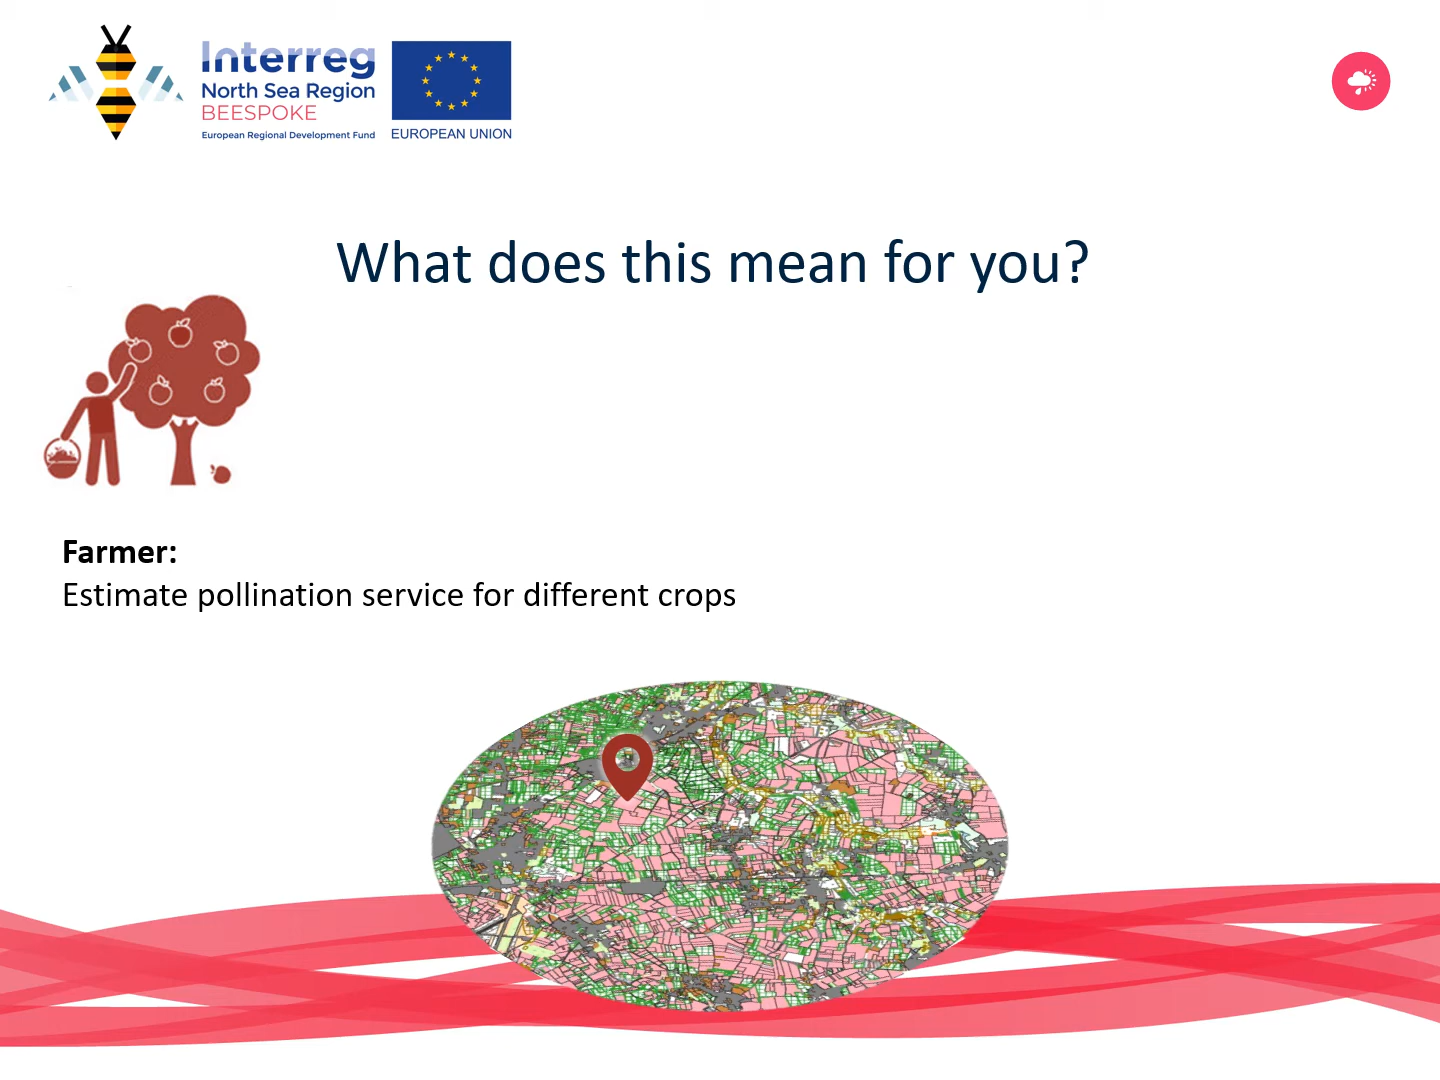 Interreg
North Sea Region
BEESPOKE
European Regional Development Fund
EUROPEAN UNION
What does this mean for you?
Farmer:
Estimate pollination service for different crops